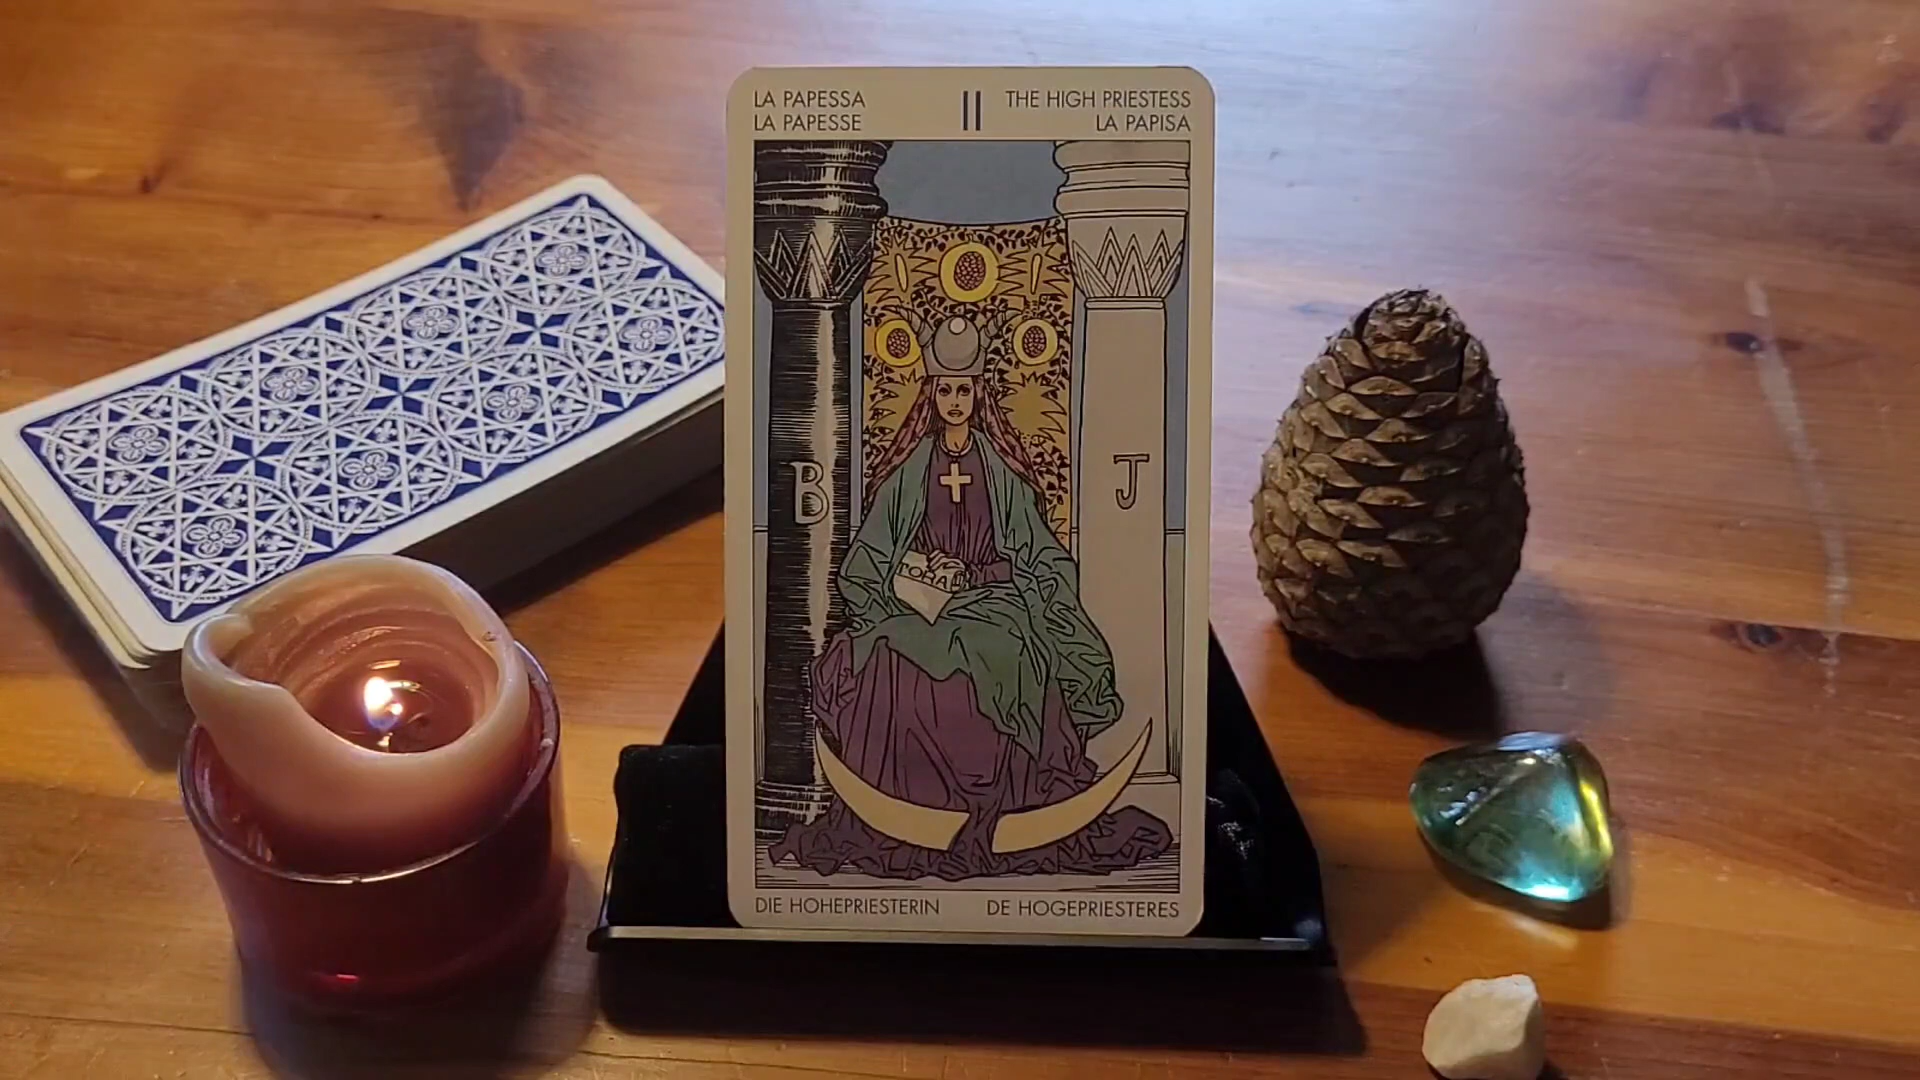 LA PAPESSA
LA PAPESSE
II
THE HIGH PRIESTESS
LA PAPISA
B
J
TORA
DIE HOHEPRIESTERIN
DE HOGEPRIESTERES